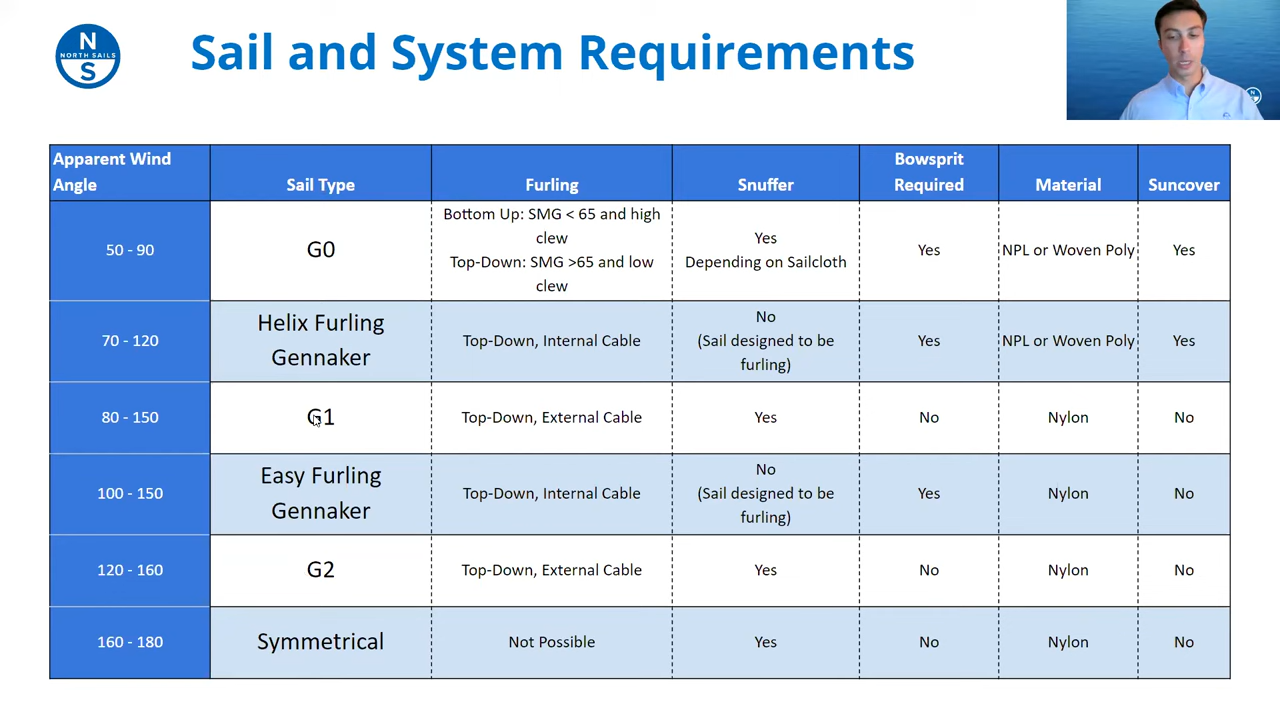 N
NORTH SAILS
S
Sail and System Requirements
Apparent Wind
Angle
Sail Type
Furling
Snuffer
Bowsprit
Required
Material
Suncover
50 - 90
G0
Bottom Up: SMG < 65 and high
clew
Top-Down: SMG >65 and low
clew
Yes
Depending on Sailcloth
Yes
NPL or Woven Poly
Yes
70 - 120
Helix Furling
Gennaker
Top-Down, Internal Cable
No
(Sail designed to be
furling)
Yes
NPL or Woven Poly
Yes
80 - 150
G1
Top-Down, External Cable
Yes
No
Nylon
No
100 - 150
Easy Furling
Gennaker
Top-Down, Internal Cable
No
(Sail designed to be
furling)
Yes
Nylon
No
120 - 160
G2
Top-Down, External Cable
Yes
No
Nylon
No
160 - 180
Symmetrical
Not Possible
Yes
No
Nylon
No